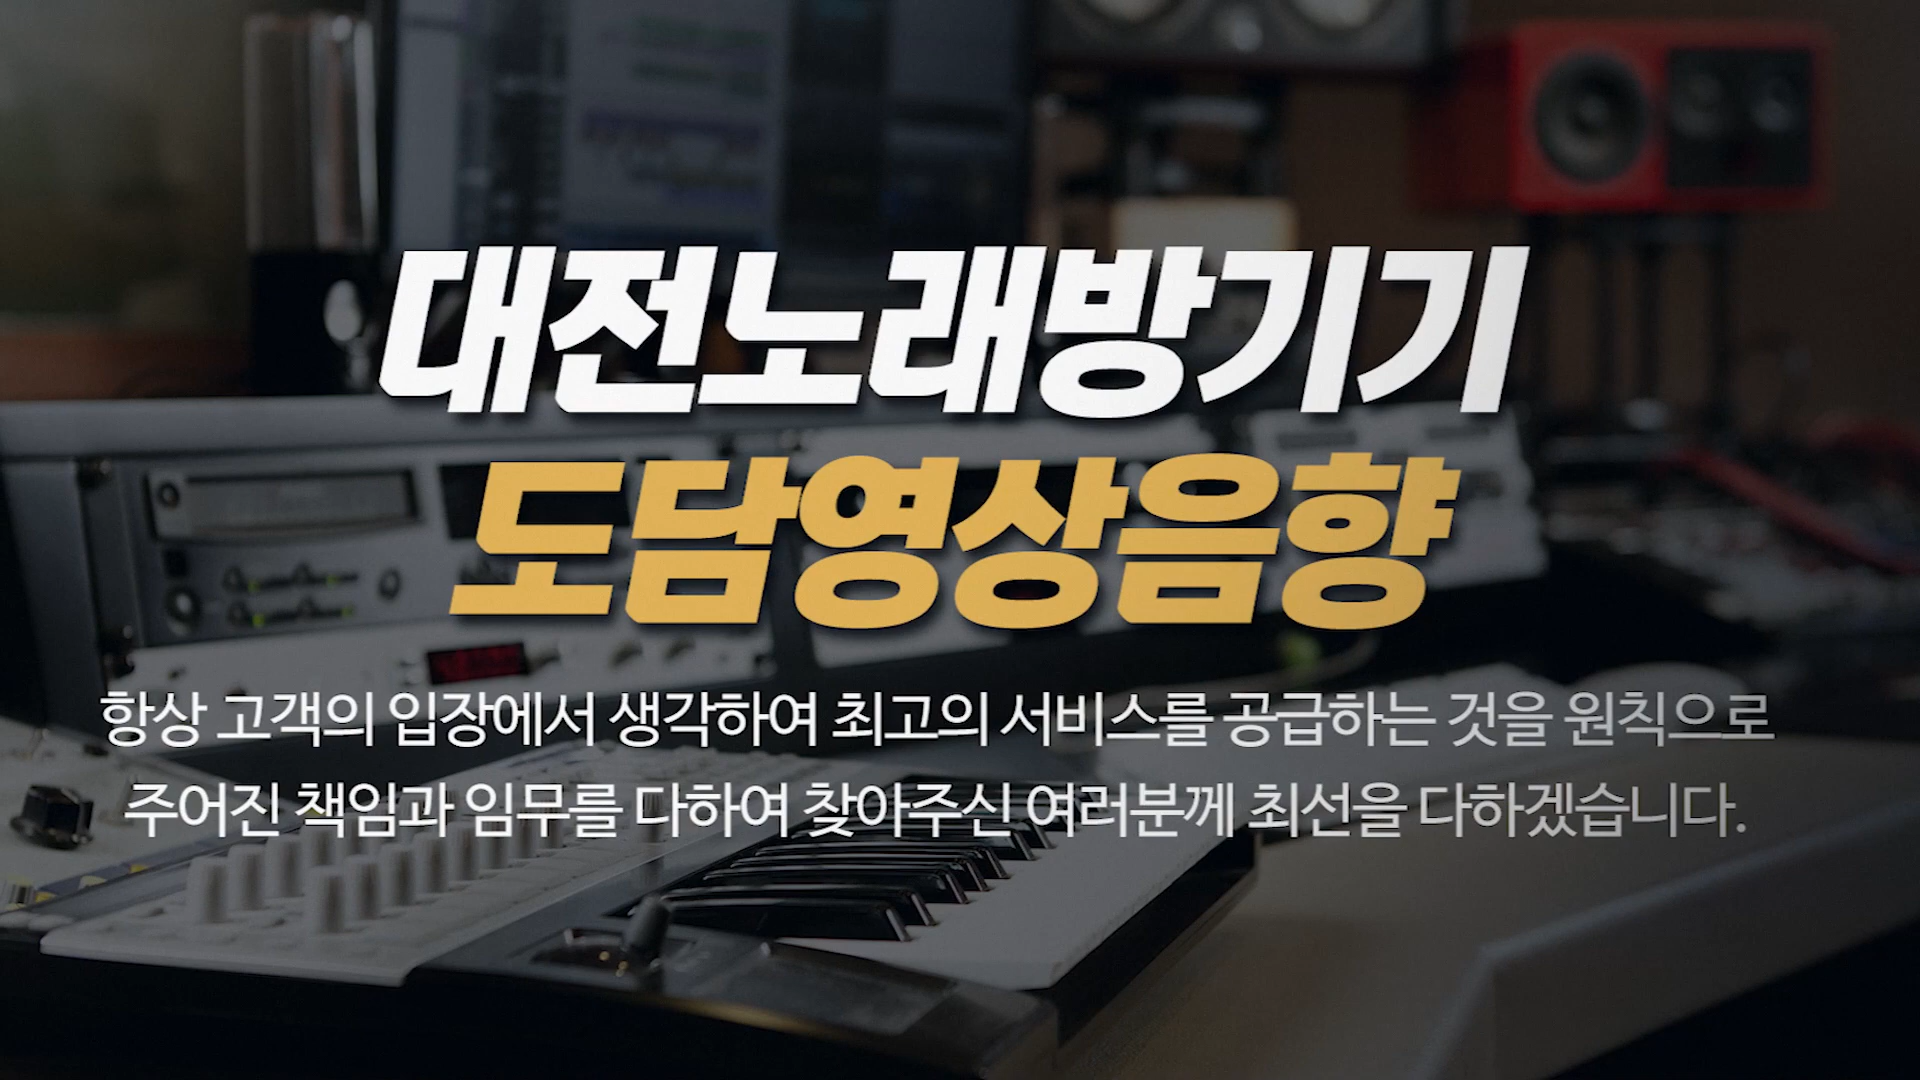 대전노래방기기
도담영상음향
항상 고객의 입장에서 생각하여 최고의 서비스를 공급하는 것을 원칙으로
주어진 책임과 임무를 다하여 찾아주신 여러분께 최선을 다하겠습니다.